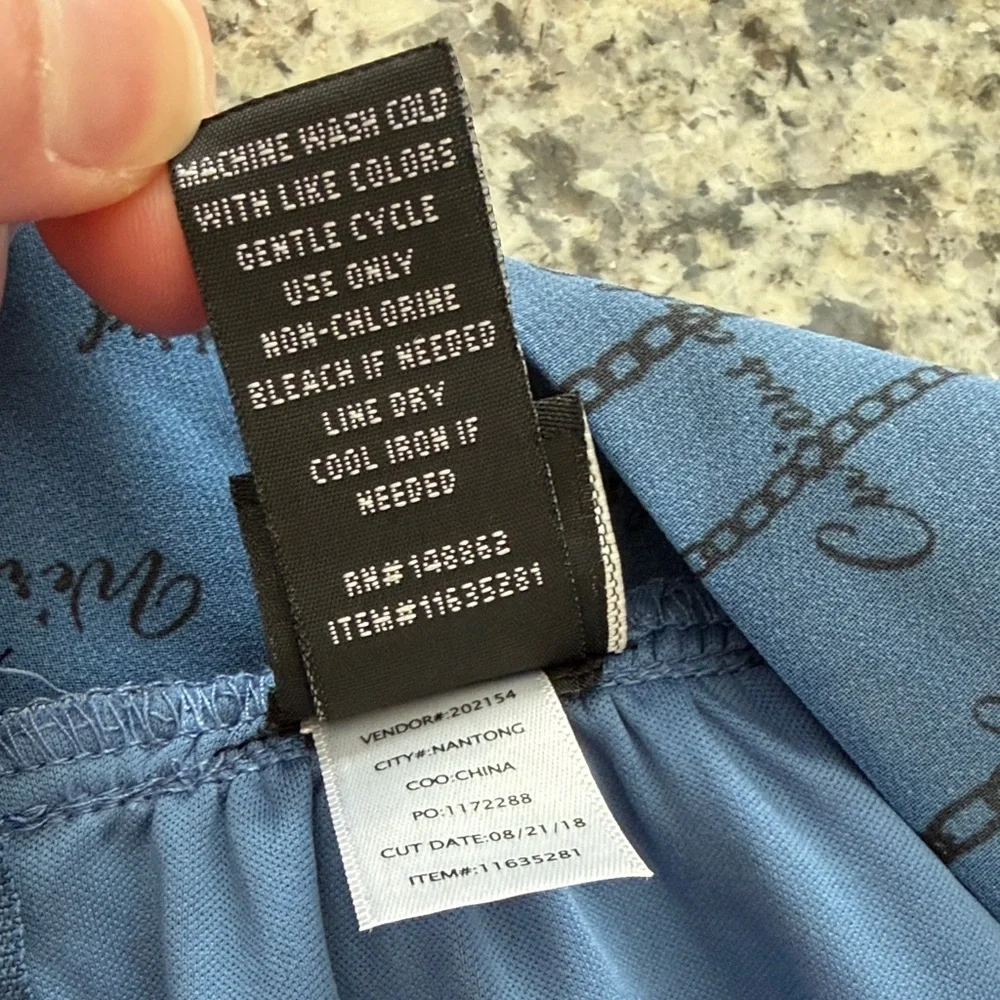 MACHINE WASH COLD
WITH LIKE COLORS
GENTLE CYCLE
USE ONLY
NON-CHLORINE
BLEACH IF NEEDED
LINE DRY
COOL IRON IF
NEEDED
RN#148862
ITEM#11635281
VENDOR#:202154
CITY#:NANTONG
COO:CHINA
PO:1172288
CUT DATE:08/21/18
ITEM#:11635281